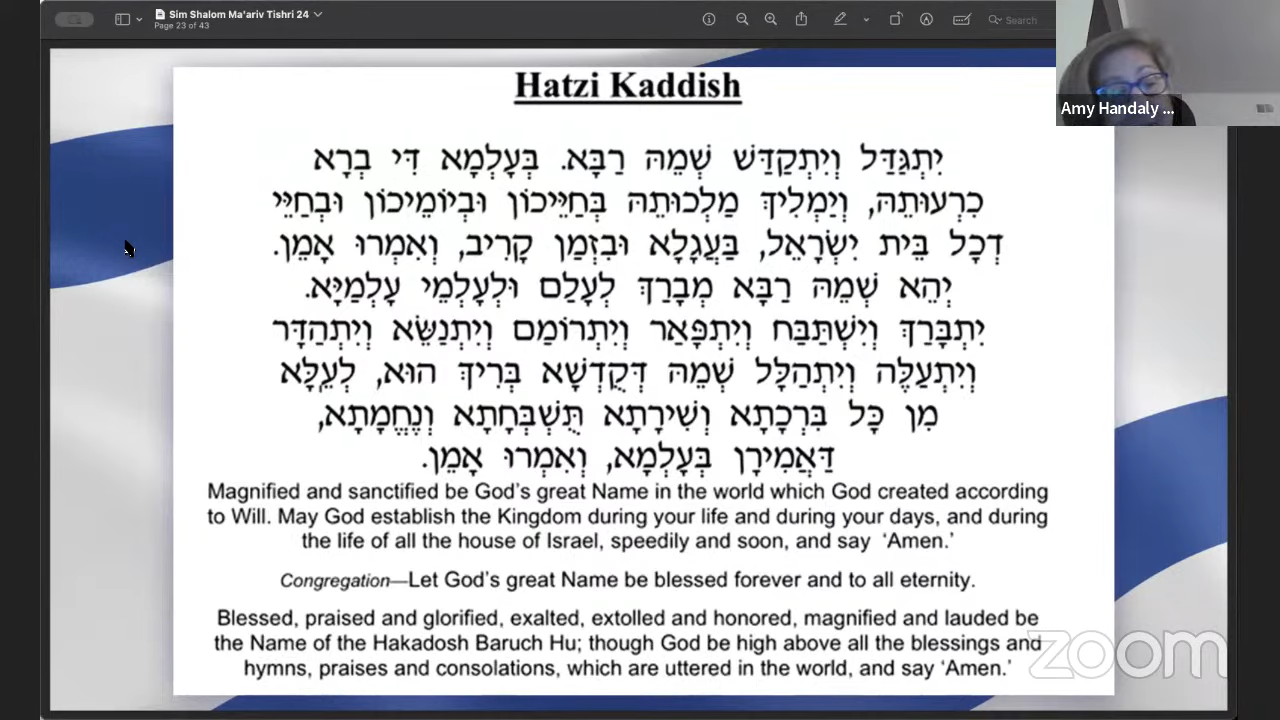 Sim Shalom Ma'ariv Tishri 24
Page 23 of 43
Search
Amy Handaly ...
Hatzi Kaddish
יִתְגַּדַּל וְיִתְקַדַּשׁ שְׁמֵהּ רַבָּא. בְּעָלְמָא דִּי בְרָא
כִרְעוּתֵהּ, וְיַמְלִיךְ מַלְכוּתֵהּ בְּחַיֵּיכוֹן וּבְיוֹמֵיכוֹן וּבְחַיֵּי
דְכָל בֵּית יִשְׂרָאֵל, בַּעֲגָלָא וּבִזְמַן קָרִיב, וְאִמְרוּ אָמֵן.
יְהֵא שְׁמֵהּ רַבָּא מְבָרַךְ לְעָלַם וּלְעָלְמֵי עָלְמַיָּא.
יִתְבָּרַךְ וְיִשְׁתַּבַּח וְיִתְפָּאַר וְיִתְרוֹמַם וְיִתְנַשֵּׂא וְיִתְהַדָּר
וְיִתְעַלֶּה וְיִתְהַלָּל שְׁמֵהּ דְּקֻדְשָׁא בְּרִיךְ הוּא, לְעֵלָּא
מִן כָּל בִּרְכָתָא וְשִׁירָתָא תֻּשְׁבְּחָתָא וְנֶחֱמָתָא,
דַּאֲמִירָן בְּעָלְמָא, וְאִמְרוּ אָמֵן.
Magnified and sanctified be God's great Name in the world which God created according
to Will. May God establish the Kingdom during your life and during your days, and during
the life of all the house of Israel, speedily and soon, and say 'Amen.'
Congregation—Let God's great Name be blessed forever and to all eternity.
Blessed, praised and glorified, exalted, extolled and honored, magnified and lauded be
the Name of the Hakadosh Baruch Hu; though God be high above all the blessings and
hymns, praises and consolations, which are uttered in the world, and say 'Amen.'
zoom